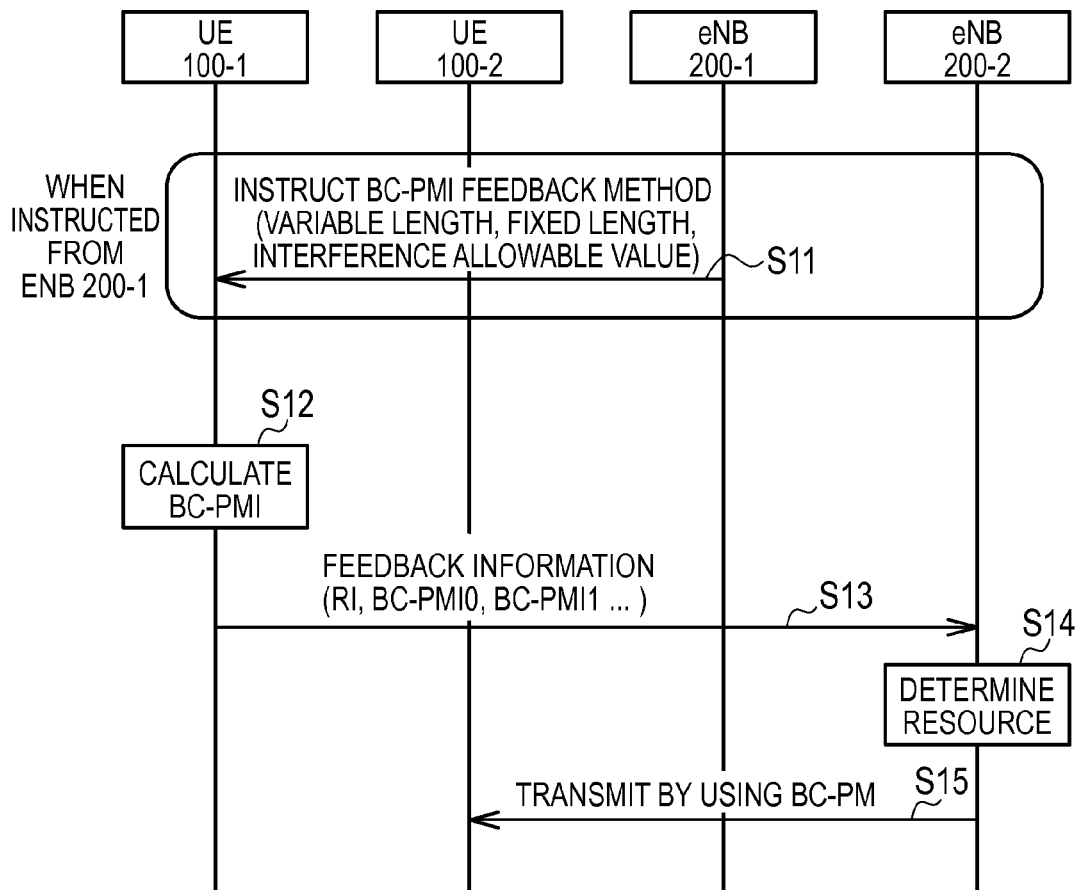 UE
100-1
UE
100-2
eNB
200-1
eNB
200-2
WHEN
INSTRUCTED
FROM
ENB 200-1
INSTRUCT BC-PMI FEEDBACK METHOD
(VARIABLE LENGTH, FIXED LENGTH,
INTERFERENCE ALLOWABLE VALUE)
S11
S12
CALCULATE
BC-PMI
FEEDBACK INFORMATION
(RI, BC-PMI0, BC-PMI1 ... )
S13
S14
DETERMINE
RESOURCE
TRANSMIT BY USING BC-PM
S15